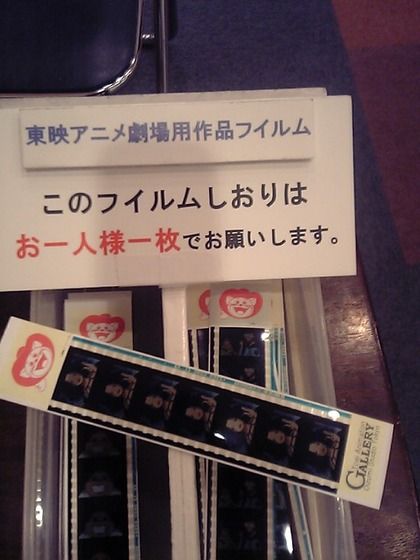 東映アニメ劇場用作品フイルム
このフイルムしおりは
お一人様一枚でお願いします。
GALLERY